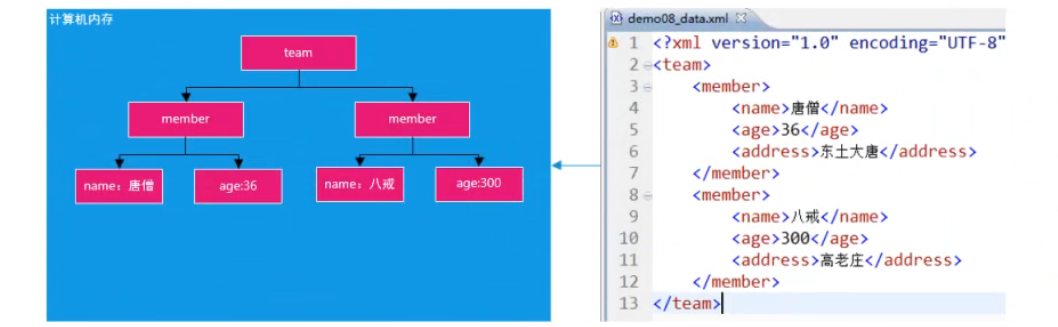 计算机内存
team
member
member
name：唐僧
age:36
name：八戒
age:300
demo08_data.xml
1 <?xml version="1.0" encoding="UTF-8"
2 <team>
3 <member>
4 <name>唐僧</name>
5 <age>36</age>
6 <address>东土大唐</address>
7 </member>
8 <member>
9 <name>八戒</name>
10 <age>300</age>
11 <address>高老庄</address>
12 </member>
13 </team>